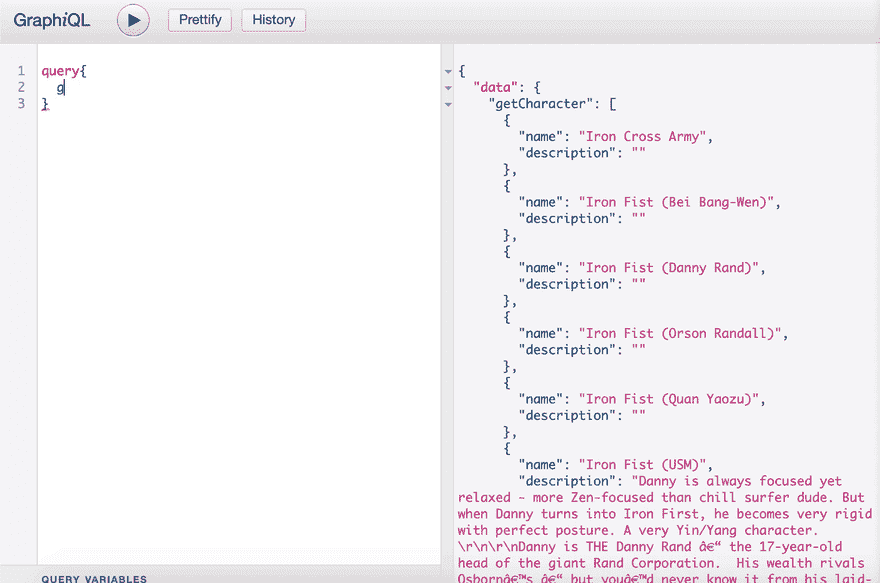 GraphiQL Prettify History
1 query{
2 g
3 }
{
"data": {
"getCharacter": [
{
"name": "Iron Cross Army",
"description": ""
},
{
"name": "Iron Fist (Bei Bang-Wen)",
"description": ""
},
{
"name": "Iron Fist (Danny Rand)",
"description": ""
},
{
"name": "Iron Fist (Orson Randall)",
"description": ""
},
{
"name": "Iron Fist (Quan Yaozu)",
"description": ""
},
{
"name": "Iron Fist (USM)",
"description": "Danny is always focused yet
relaxed - more Zen-focused than chill surfer dude. But
when Danny turns into Iron First, he becomes very rigid
with perfect posture. A very Yin/Yang character.
\r\n\r\nDanny is THE Danny Rand â€“ the 17-year-old
head of the giant Rand Corporation.  His wealth rivals
Osbornâ€™s â€“ but youâ€™d never know it from his laid-
QUERY VARIABLES